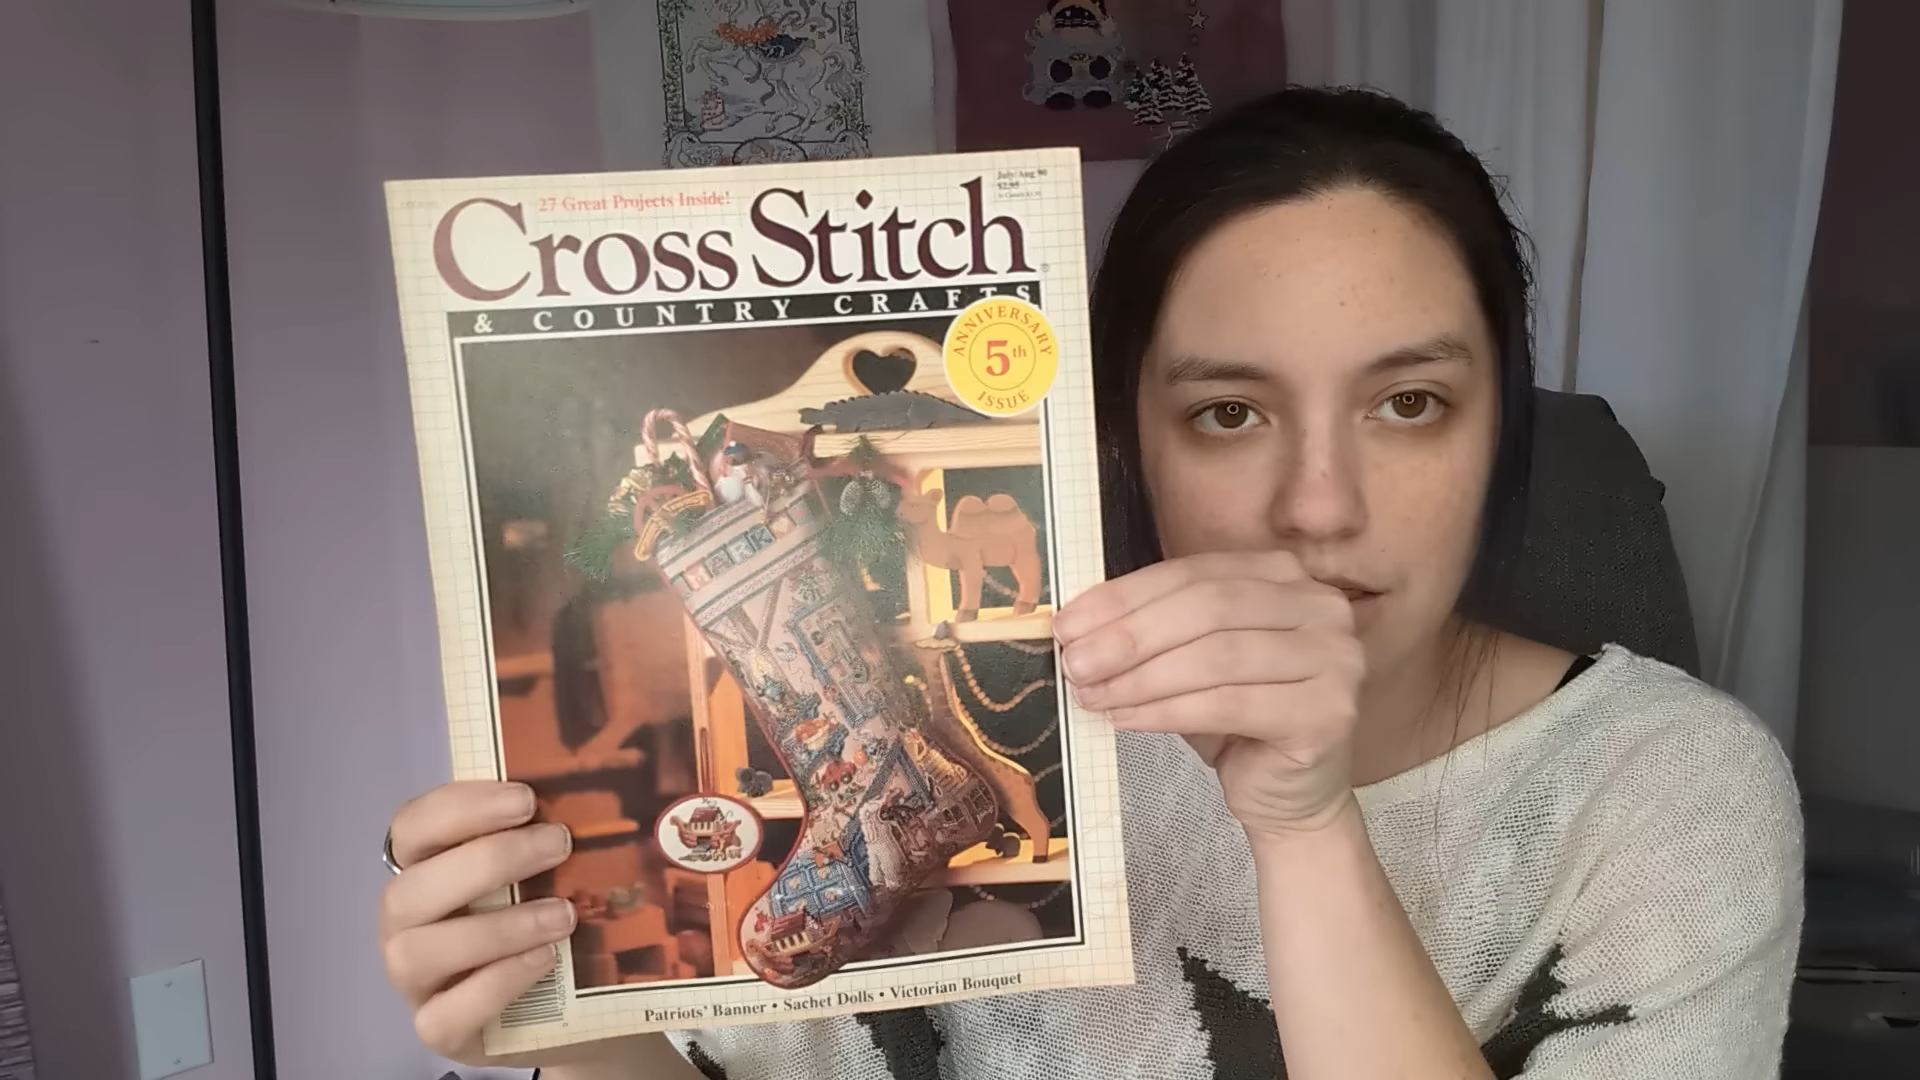 27 Great Projects Inside!
July/Aug 90
$2.95
Cross Stitch
& COUNTRY CRAFTS
ANNIVERSARY
5th
ISSUE
MARK
Patriots' Banner • Sachet Dolls • Victorian Bouquet